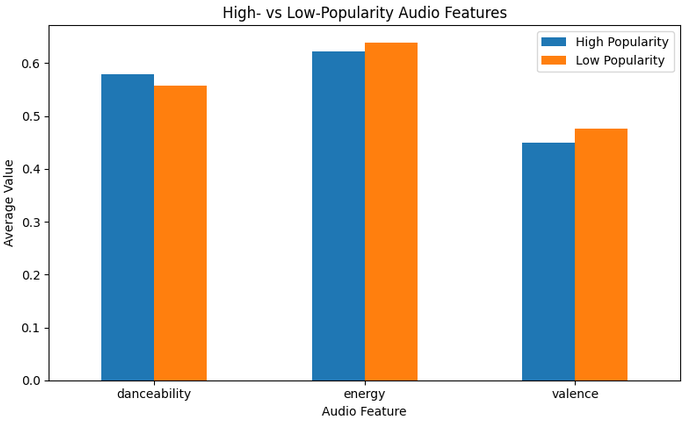 High- vs Low-Popularity Audio Features
High Popularity
Low Popularity
Average Value
0.6
0.5
0.4
0.3
0.2
0.1
0.0
danceability energy valence
Audio Feature